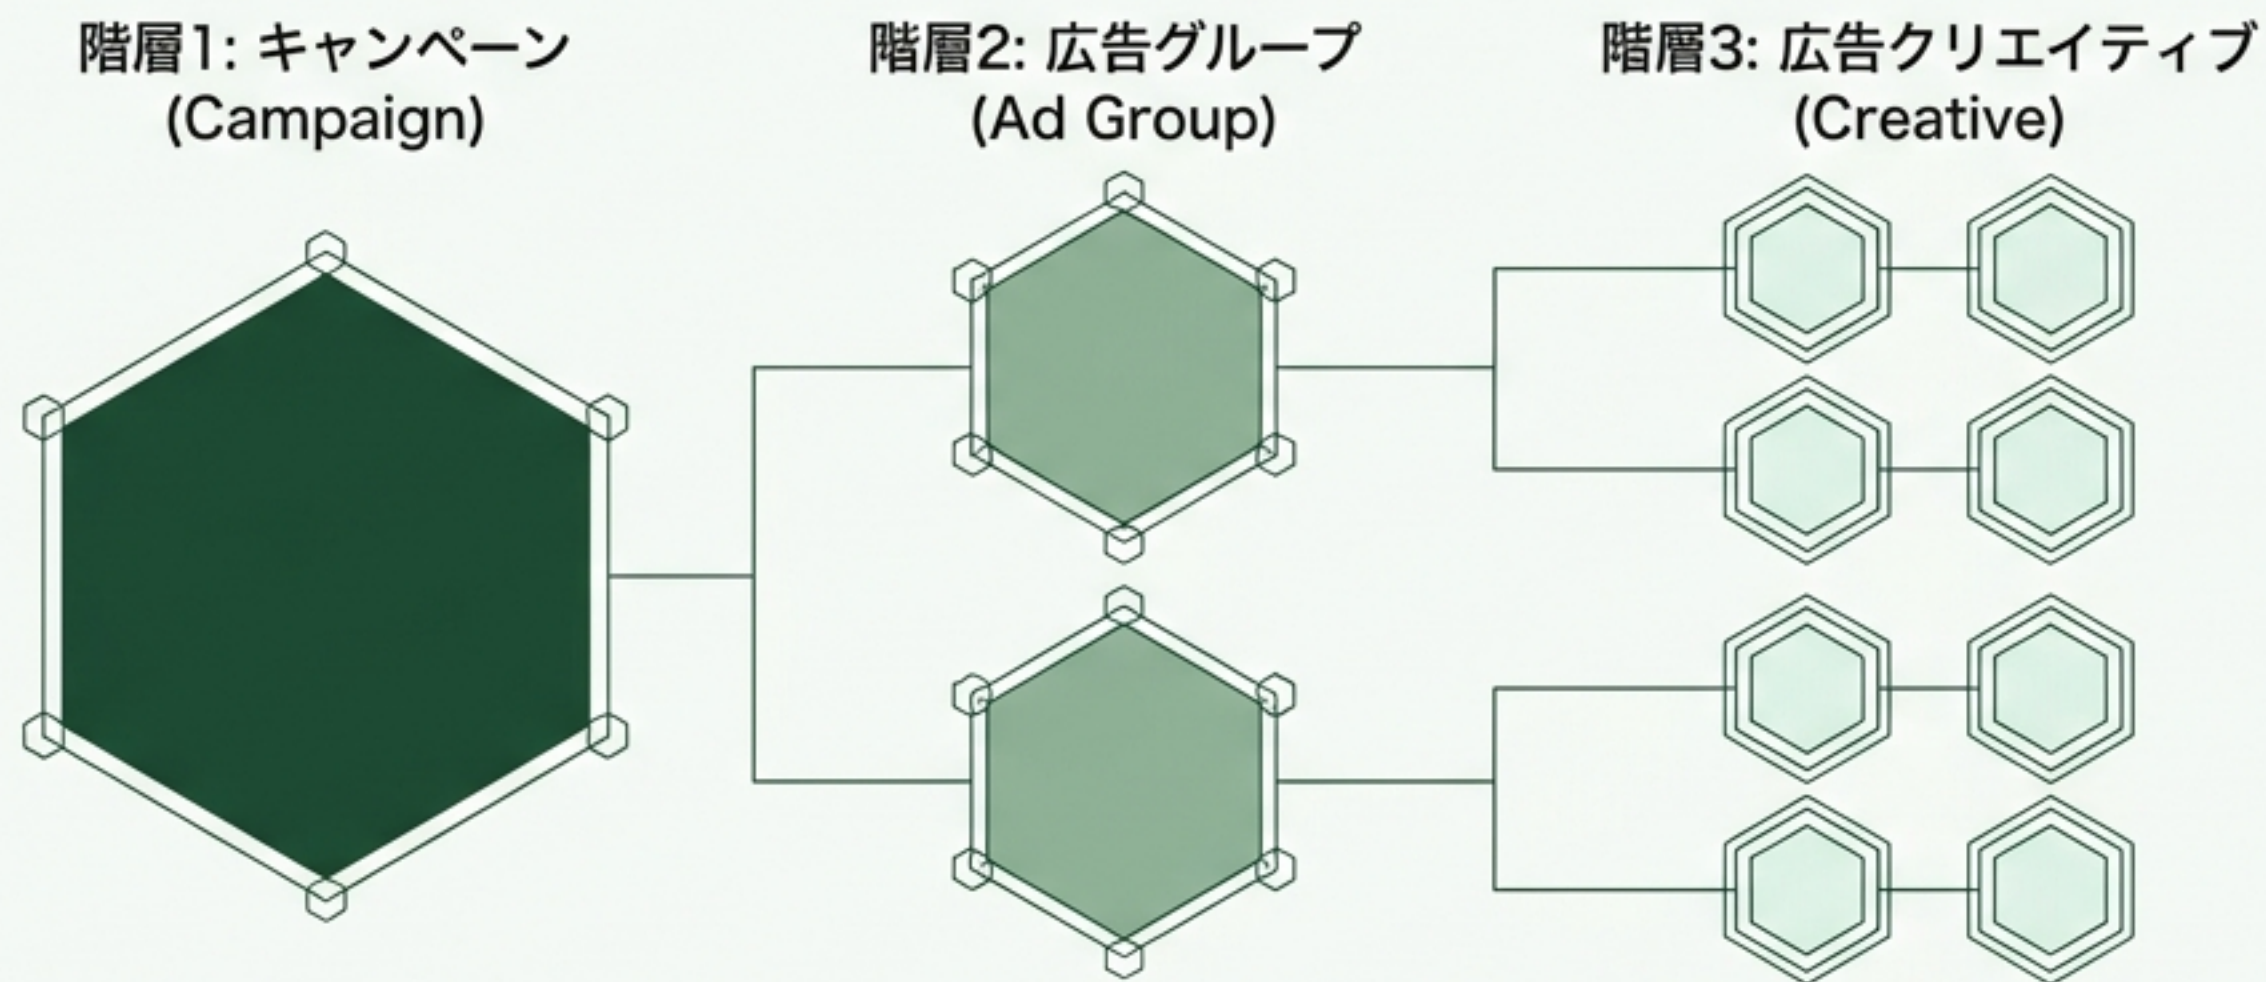 階層1: キャンペーン
(Campaign)
階層2: 広告グループ
(Ad Group)
階層3: 広告クリエイティブ
(Creative)